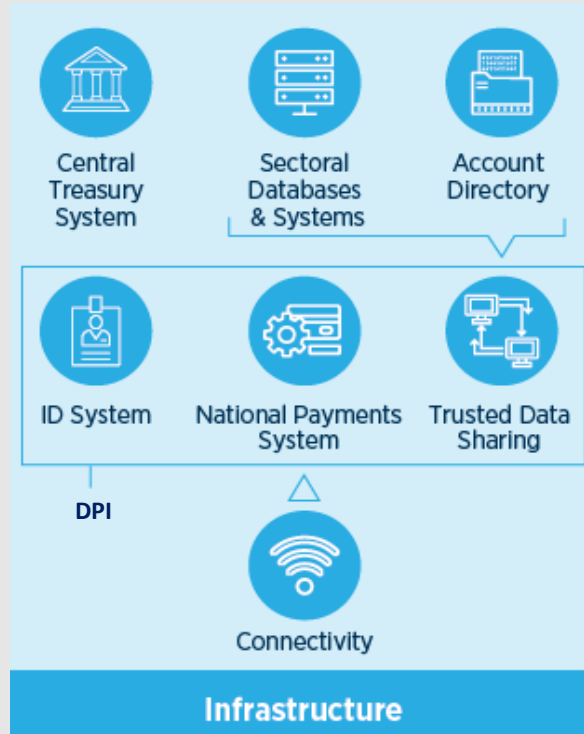 Central
Treasury
System
Sectoral
Databases
& Systems
Account
Directory
ID System
National Payments
System
Trusted Data
Sharing
DPI
Connectivity
Infrastructure